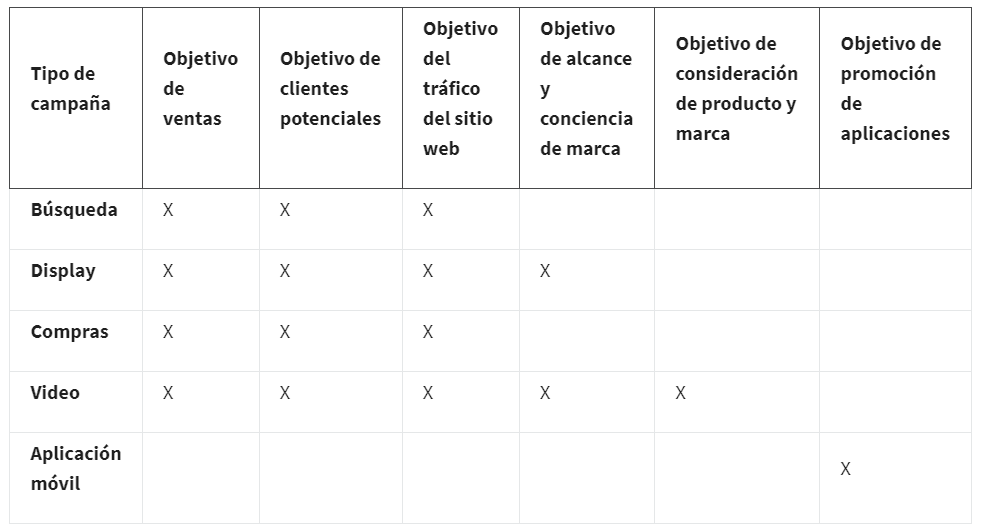 Tipo de campaña Objetivo de ventas Objetivo de clientes potenciales Objetivo del tráfico del sitio web Objetivo de alcance y conciencia de marca Objetivo de consideración de producto y marca Objetivo de promoción de aplicaciones
Búsqueda X X X
Display X X X X
Compras X X X
Video X X X X X
Aplicación móvil X